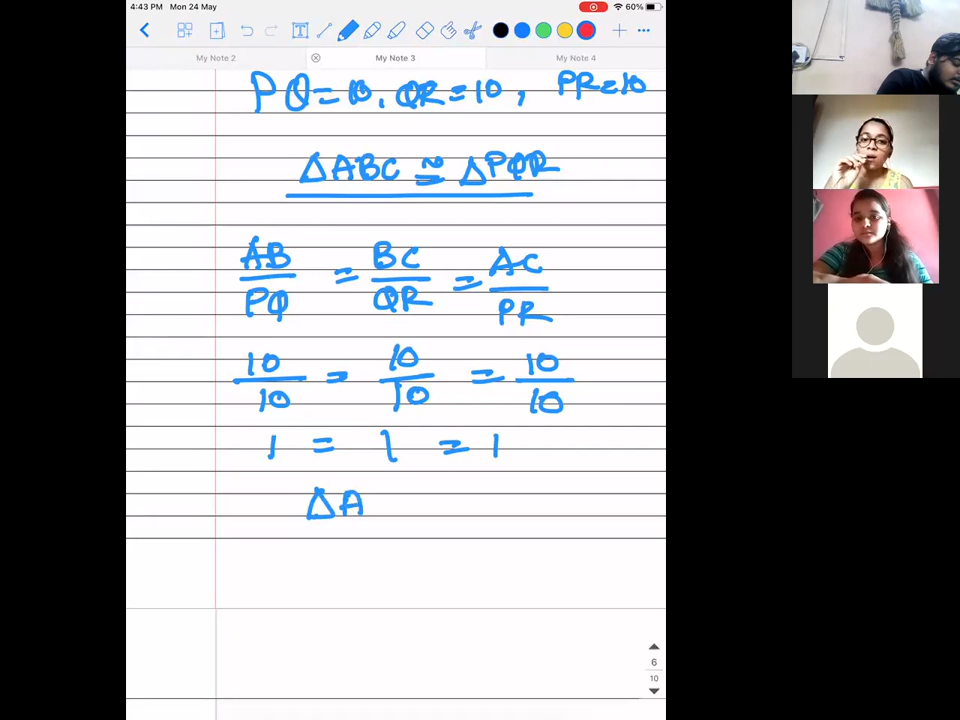 4:43 PM Mon 24 May
60%
My Note 2
My Note 3
My Note 4
PQ = 10, QR = 10, PR = 10
ΔABC ≅ ΔPQR
AB/PQ = BC/QR = AC/PR
10/10 = 10/10 = 10/10
1 = 1 = 1
ΔA
6
10